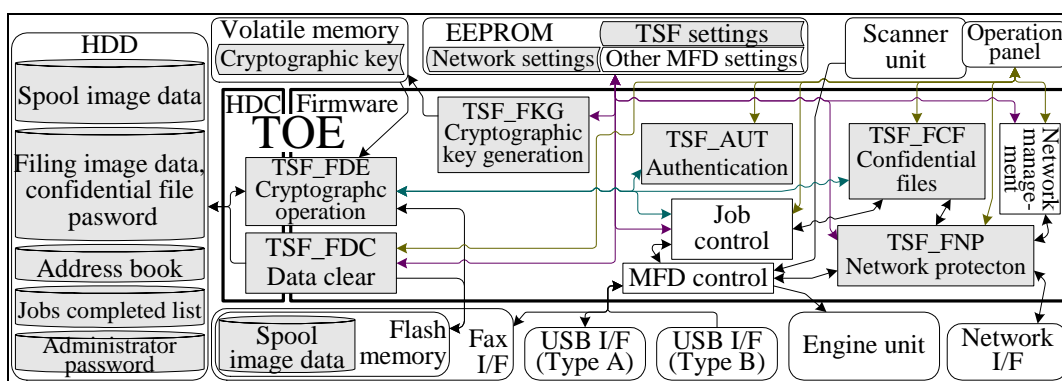 HDD
Spool image data
Filing image data,
confidential file
password
Address book
Jobs completed list
Administrator
password
Volatile memory
Cryptographic key
EEPROM
TSF settings
Network settings
Other MFD settings
Scanner
unit
Operation
panel
HDC
Firmware
TOE
TSF_FKG
Cryptographic
key generation
TSF_AUT
Authentication
TSF_FCF
Confidential
files
Network
manage-
ment
TSF_FDE
Cryptographc
operation
TSF_FDC
Data clear
Job
control
TSF_FNP
Network protecton
MFD control
Spool
image data
Flash
memory
Fax
I/F
USB I/F
(Type A)
USB I/F
(Type B)
Engine unit
Network
I/F